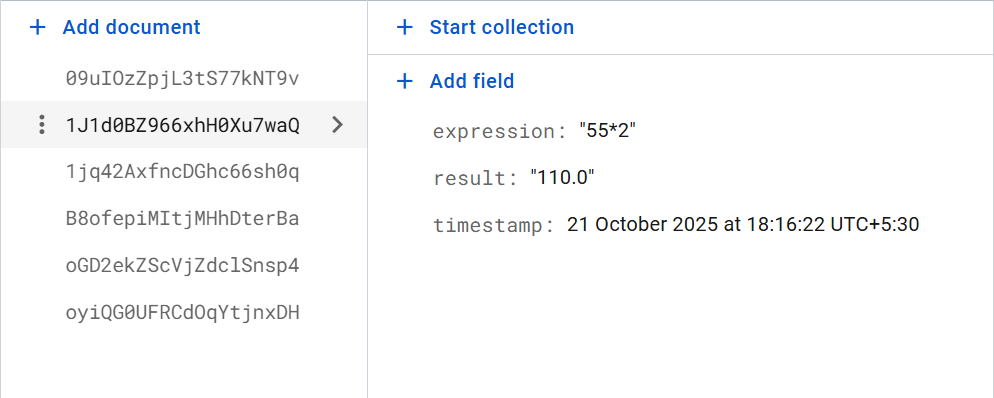 Add document
09uIOzZpjL3tS77kNT9v
1J1d0BZ966xhH0Xu7waQ
1jq42AxfncDGhc66sh0q
B8ofepiMItjMHhDterBa
oGD2ekZScVjZdclSnsp4
oyiQG0UFRCdOqYtjnxDH
Start collection
Add field
expression: "55*2"
result: "110.0"
timestamp: 21 October 2025 at 18:16:22 UTC+5:30